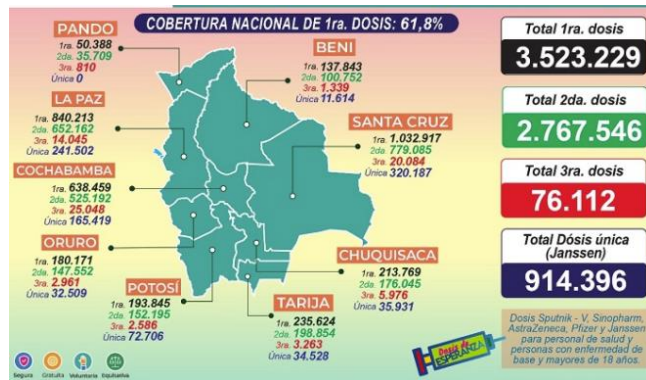 COBERTURA NACIONAL DE 1ra. DOSIS: 61,8%
PANDO
1ra. 50.388
2da. 35.709
3ra. 810
Única 0
LA PAZ
1ra. 840.213
2da. 652.162
3ra. 14.045
Única 241.502
COCHABAMBA
1ra. 638.459
2da. 525.192
3ra. 25.048
Única 165.419
ORURO
1ra. 180.171
2da. 147.552
3ra. 2.961
Única 32.509
POTOSÍ
1ra. 193.845
2da. 152.195
3ra. 2.586
Única 72.706
BENI
1ra. 137.843
2da. 100.752
3ra. 1.339
Única 11.614
SANTA CRUZ
1ra. 1.032.917
2da. 779.085
3ra. 20.084
Única 320.187
CHUQUISACA
1ra. 213.769
2da. 176.045
3ra. 5.976
Única 35.931
TARIJA
1ra. 235.624
2da. 198.854
3ra. 3.263
Única 34.528
Total 1ra. dosis
3.523.229
Total 2da. dosis
2.767.546
Total 3ra. dosis
76.112
Total Dósis única
(Janssen)
914.396
Dosis Sputnik - V, Sinopharm,
AstraZeneca, Pfizer y Janssen
para personal de salud y
personas con enfermedad de
base y mayores de 18 años.
Dosis de
ESPERANZA
Segura
Gratuita
Voluntaria
Equitativa